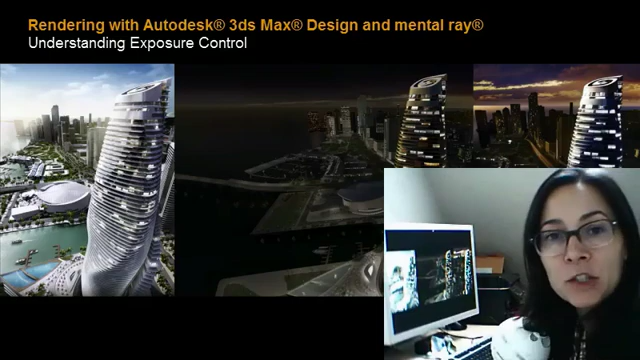 Rendering with Autodesk® 3ds Max® Design and mental ray®
Understanding Exposure Control